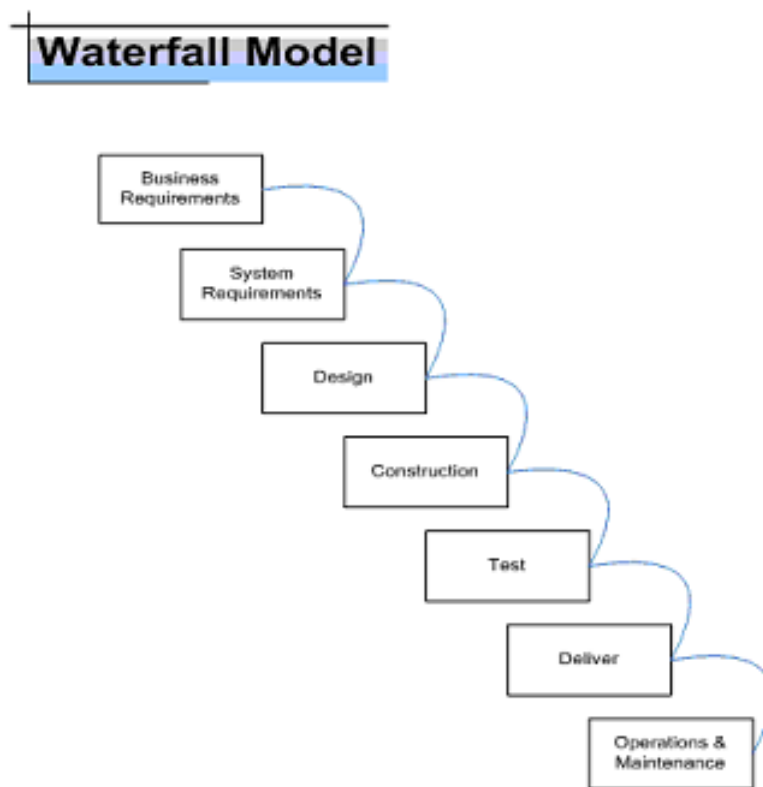 Waterfall Model
Business
Requirements
System
Requirements
Design
Construction
Test
Deliver
Operations &
Maintenance